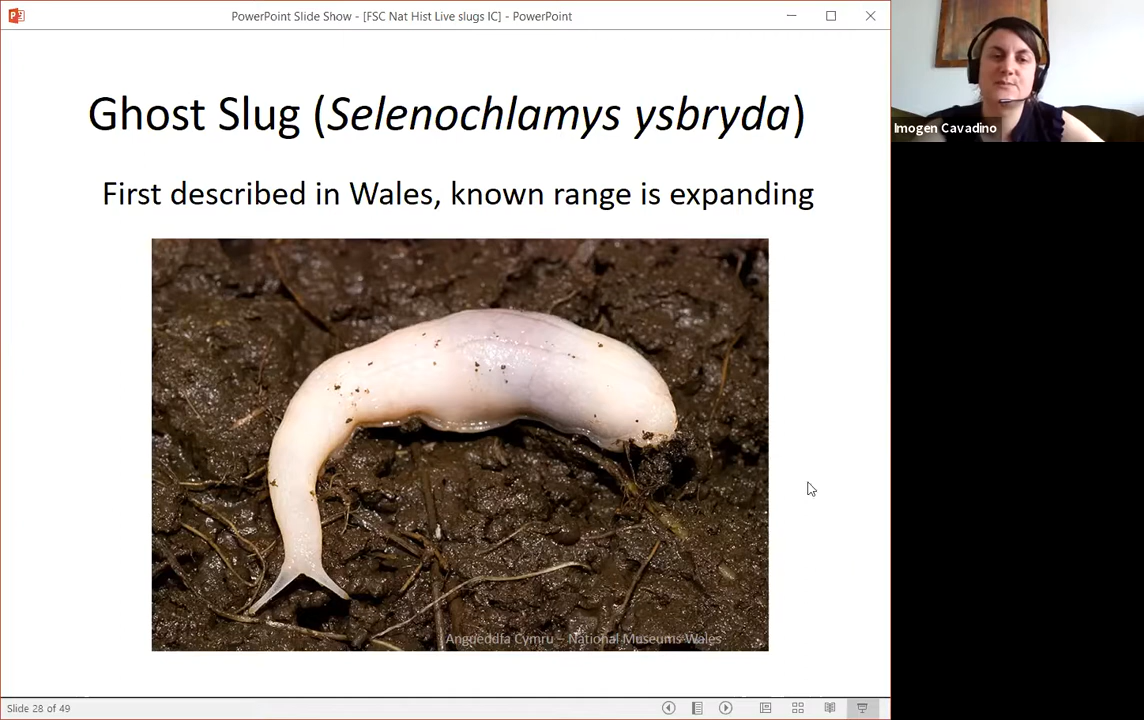 PowerPoint Slide Show - [FSC Nat Hist Live slugs IC] - PowerPoint
Ghost Slug (Selenochlamys ysbryda)
First described in Wales, known range is expanding
Angueddfa Cymru – National Museums Wales
Slide 28 of 49
Imogen Cavadino